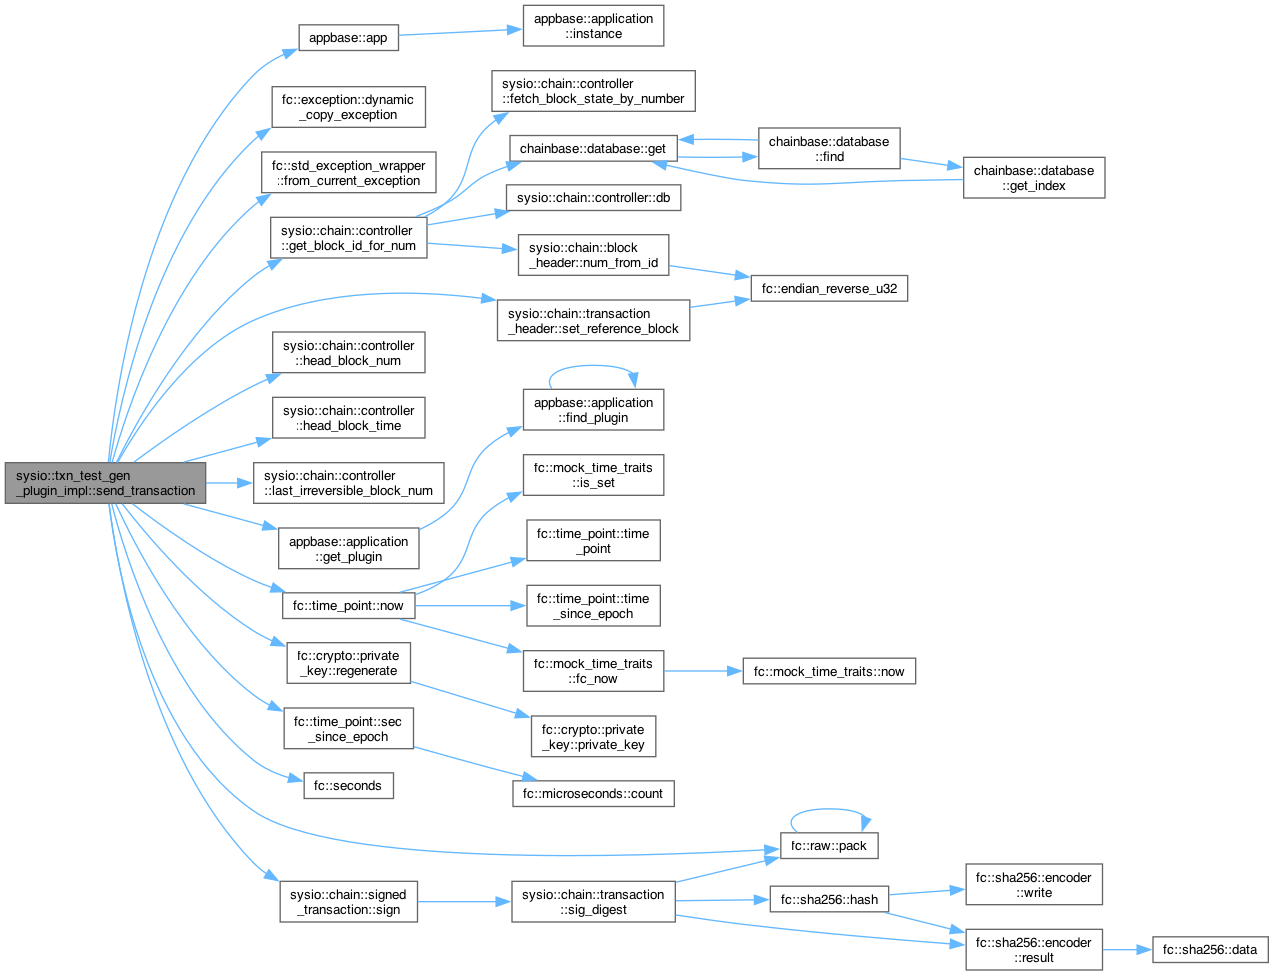 appbase::app
appbase::application
::instance
fc::exception::dynamic
_copy_exception
sysio::chain::controller
::fetch_block_state_by_number
chainbase::database::get
chainbase::database
::find
chainbase::database
::get_index
fc::std_exception_wrapper
::from_current_exception
sysio::chain::controller::db
sysio::chain::controller
::get_block_id_for_num
sysio::chain::block
_header::num_from_id
fc::endian_reverse_u32
sysio::chain::transaction
_header::set_reference_block
sysio::chain::controller
::head_block_num
sysio::chain::controller
::head_block_time
appbase::application
::find_plugin
sysio::txn_test_gen
_plugin_impl::send_transaction
sysio::chain::controller
::last_irreversible_block_num
fc::mock_time_traits
::is_set
appbase::application
::get_plugin
fc::time_point::time
_point
fc::time_point::now
fc::time_point::time
_since_epoch
fc::crypto::private
_key::regenerate
fc::mock_time_traits
::fc_now
fc::mock_time_traits::now
fc::time_point::sec
_since_epoch
fc::crypto::private
_key::private_key
fc::seconds
fc::microseconds::count
fc::raw::pack
sysio::chain::signed
_transaction::sign
sysio::chain::transaction
::sig_digest
fc::sha256::hash
fc::sha256::encoder
::write
fc::sha256::encoder
::result
fc::sha256::data